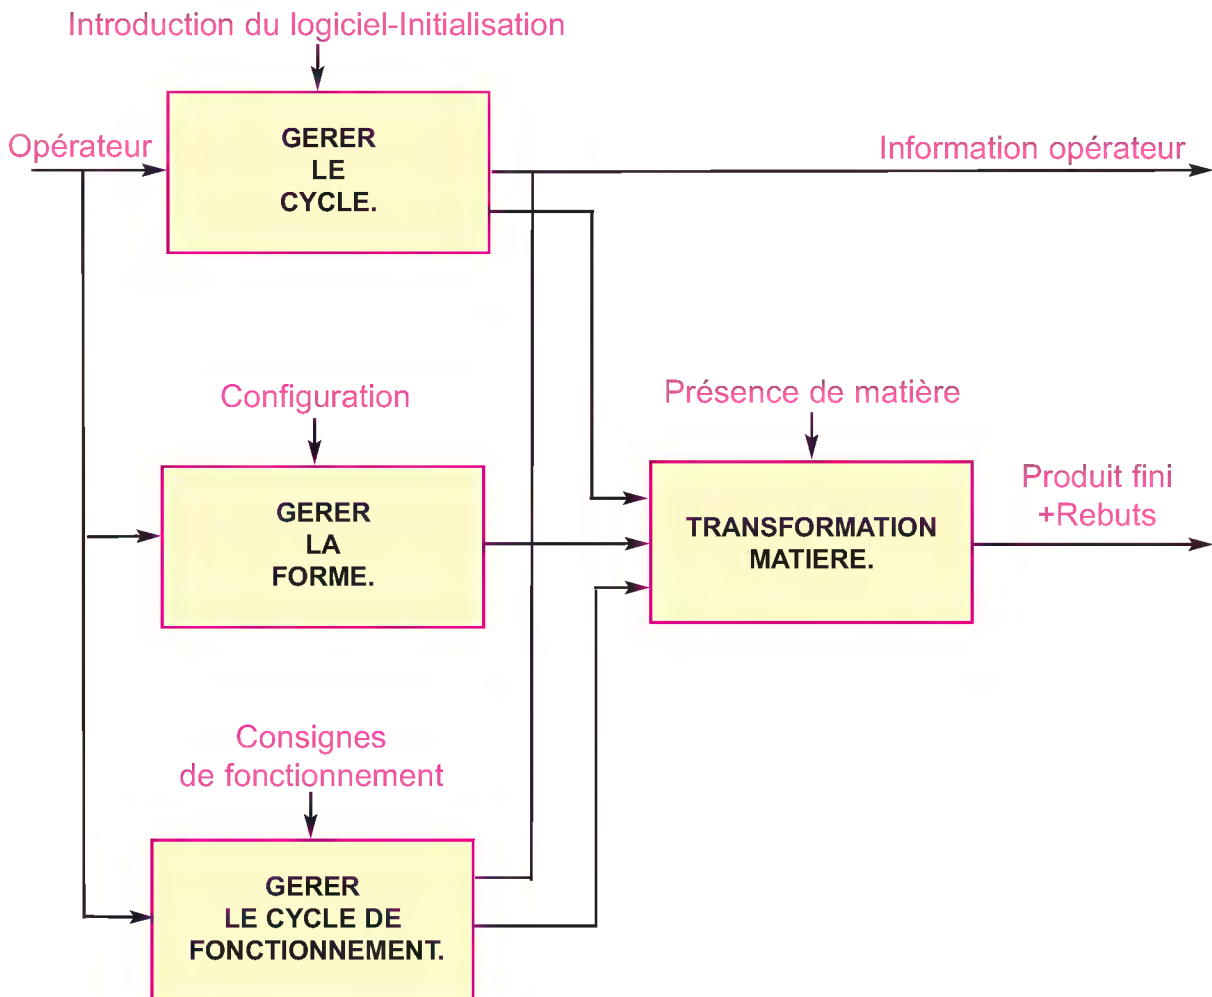 Introduction du logiciel-Initialisation
Opérateur
GERER
LE
CYCLE.
Information opérateur
Configuration
GERER
LA
FORME.
Présence de matière
TRANSFORMATION
MATIERE.
Produit fini
+Rebuts
Consignes
de fonctionnement
GERER
LE CYCLE DE
FONCTIONNEMENT.